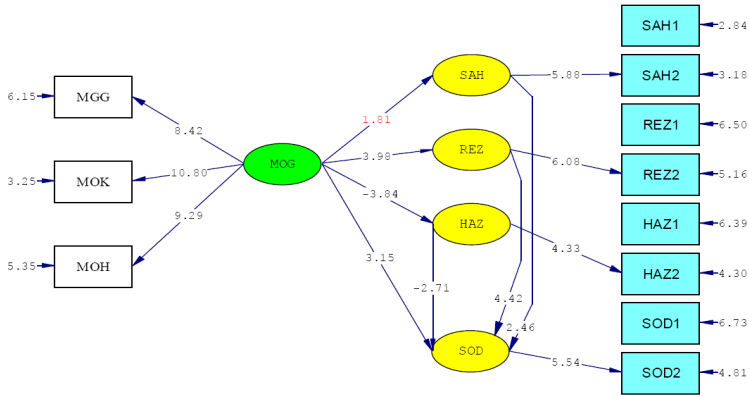 SAH1
2.84
SAH
5.88
SAH2
3.18
6.15
MGG
8.42
1.81
REZ1
6.50
MOG
3.98
REZ
6.08
REZ2
5.16
3.25
MOK
10.80
-3.84
9.29
HAZ
4.33
HAZ1
6.39
5.35
MOH
3.15
-2.71
4.42
HAZ2
4.30
2.46
SOD1
6.73
SOD
5.54
SOD2
4.81